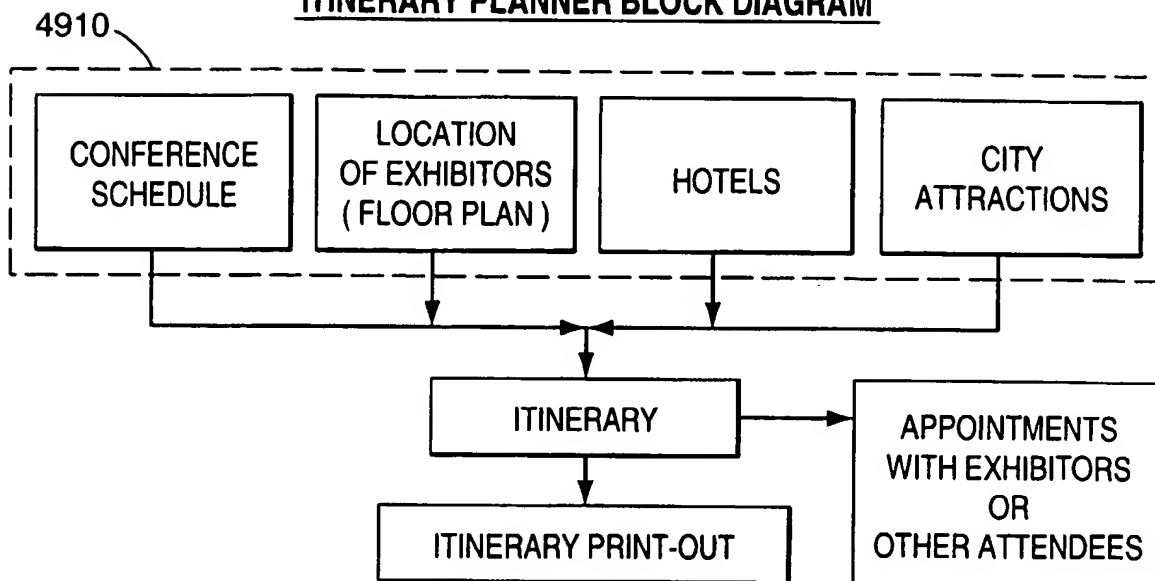 ITINERARY PLANNER BLOCK DIAGRAM
4910
CONFERENCE
SCHEDULE
LOCATION
OF EXHIBITORS
( FLOOR PLAN )
HOTELS
CITY
ATTRACTIONS
ITINERARY
APPOINTMENTS
WITH EXHIBITORS
OR
OTHER ATTENDEES
ITINERARY PRINT-OUT